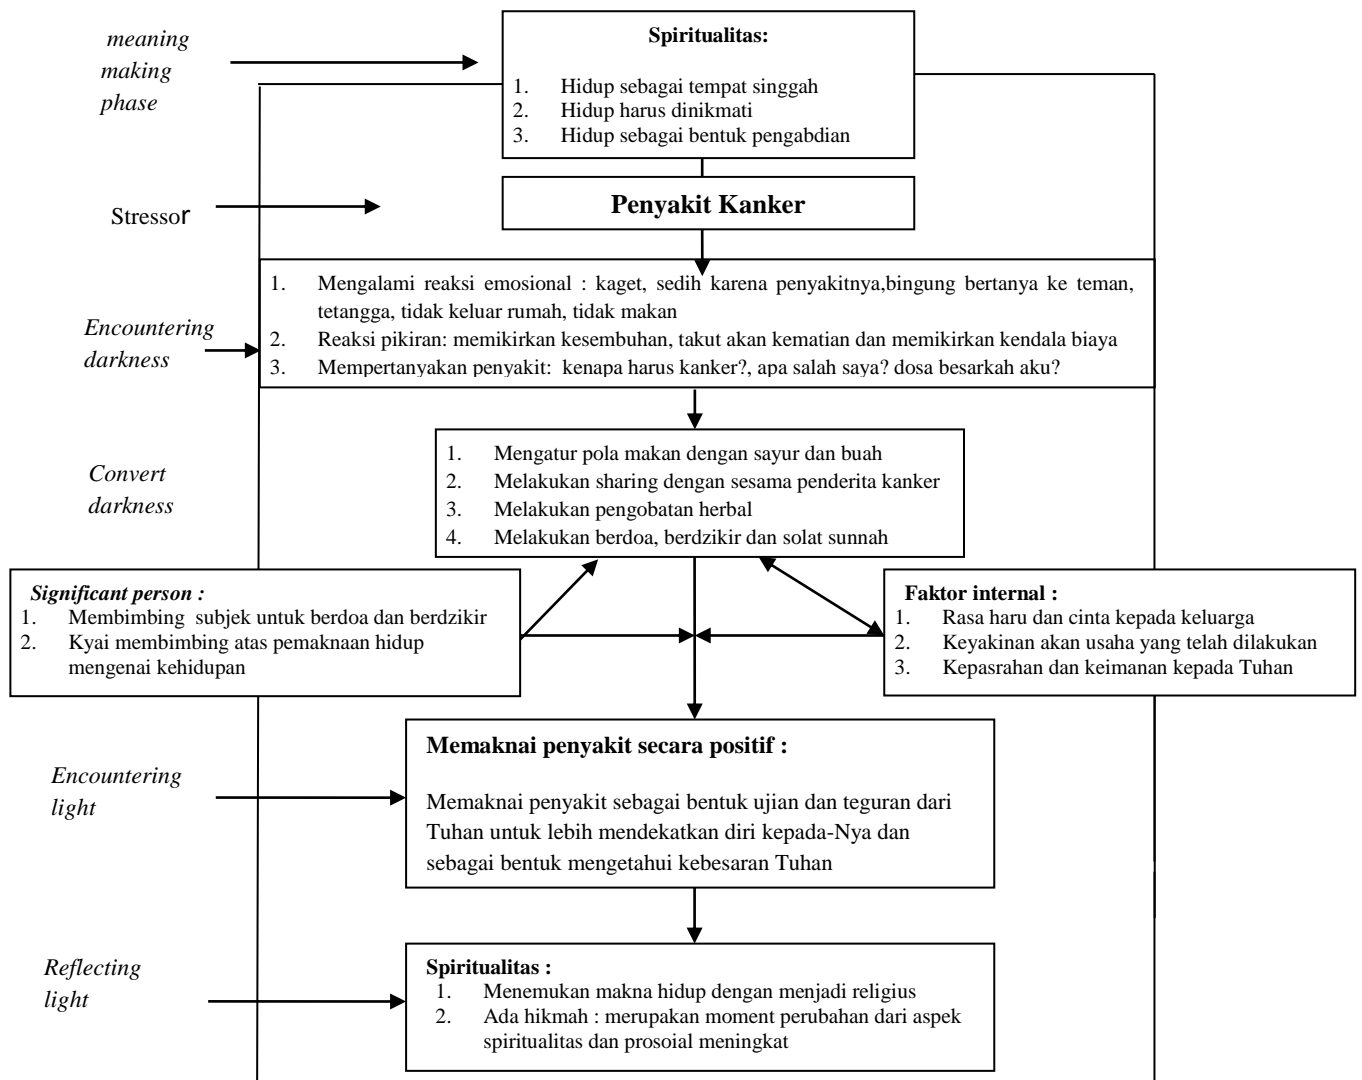 meaning
making
phase
Spiritualitas:
1. Hidup sebagai tempat singgah
2. Hidup harus dinikmati
3. Hidup sebagai bentuk pengabdian
Stressor
Penyakit Kanker
Encountering
darkness
1. Mengalami reaksi emosional : kaget, sedih karena penyakitnya,bingung bertanya ke teman,
tetangga, tidak keluar rumah, tidak makan
2. Reaksi pikiran: memikirkan kesembuhan, takut akan kematian dan memikirkan kendala biaya
3. Mempertanyakan penyakit: kenapa harus kanker?, apa salah saya? dosa besarkah aku?
Convert
darkness
1. Mengatur pola makan dengan sayur dan buah
2. Melakukan sharing dengan sesama penderita kanker
3. Melakukan pengobatan herbal
4. Melakukan berdoa, berdzikir dan solat sunnah
Significant person :
1. Membimbing subjek untuk berdoa dan berdzikir
2. Kyai membimbing atas pemaknaan hidup
mengenai kehidupan
Faktor internal :
1. Rasa haru dan cinta kepada keluarga
2. Keyakinan akan usaha yang telah dilakukan
3. Kepasrahan dan keimanan kepada Tuhan
Encountering
light
Memaknai penyakit secara positif :
Memaknai penyakit sebagai bentuk ujian dan teguran dari
Tuhan untuk lebih mendekatkan diri kepada-Nya dan
sebagai bentuk mengetahui kebesaran Tuhan
Reflecting
light
Spiritualitas :
1. Menemukan makna hidup dengan menjadi religius
2. Ada hikmah : merupakan moment perubahan dari aspek
spiritualitas dan prosoial meningkat